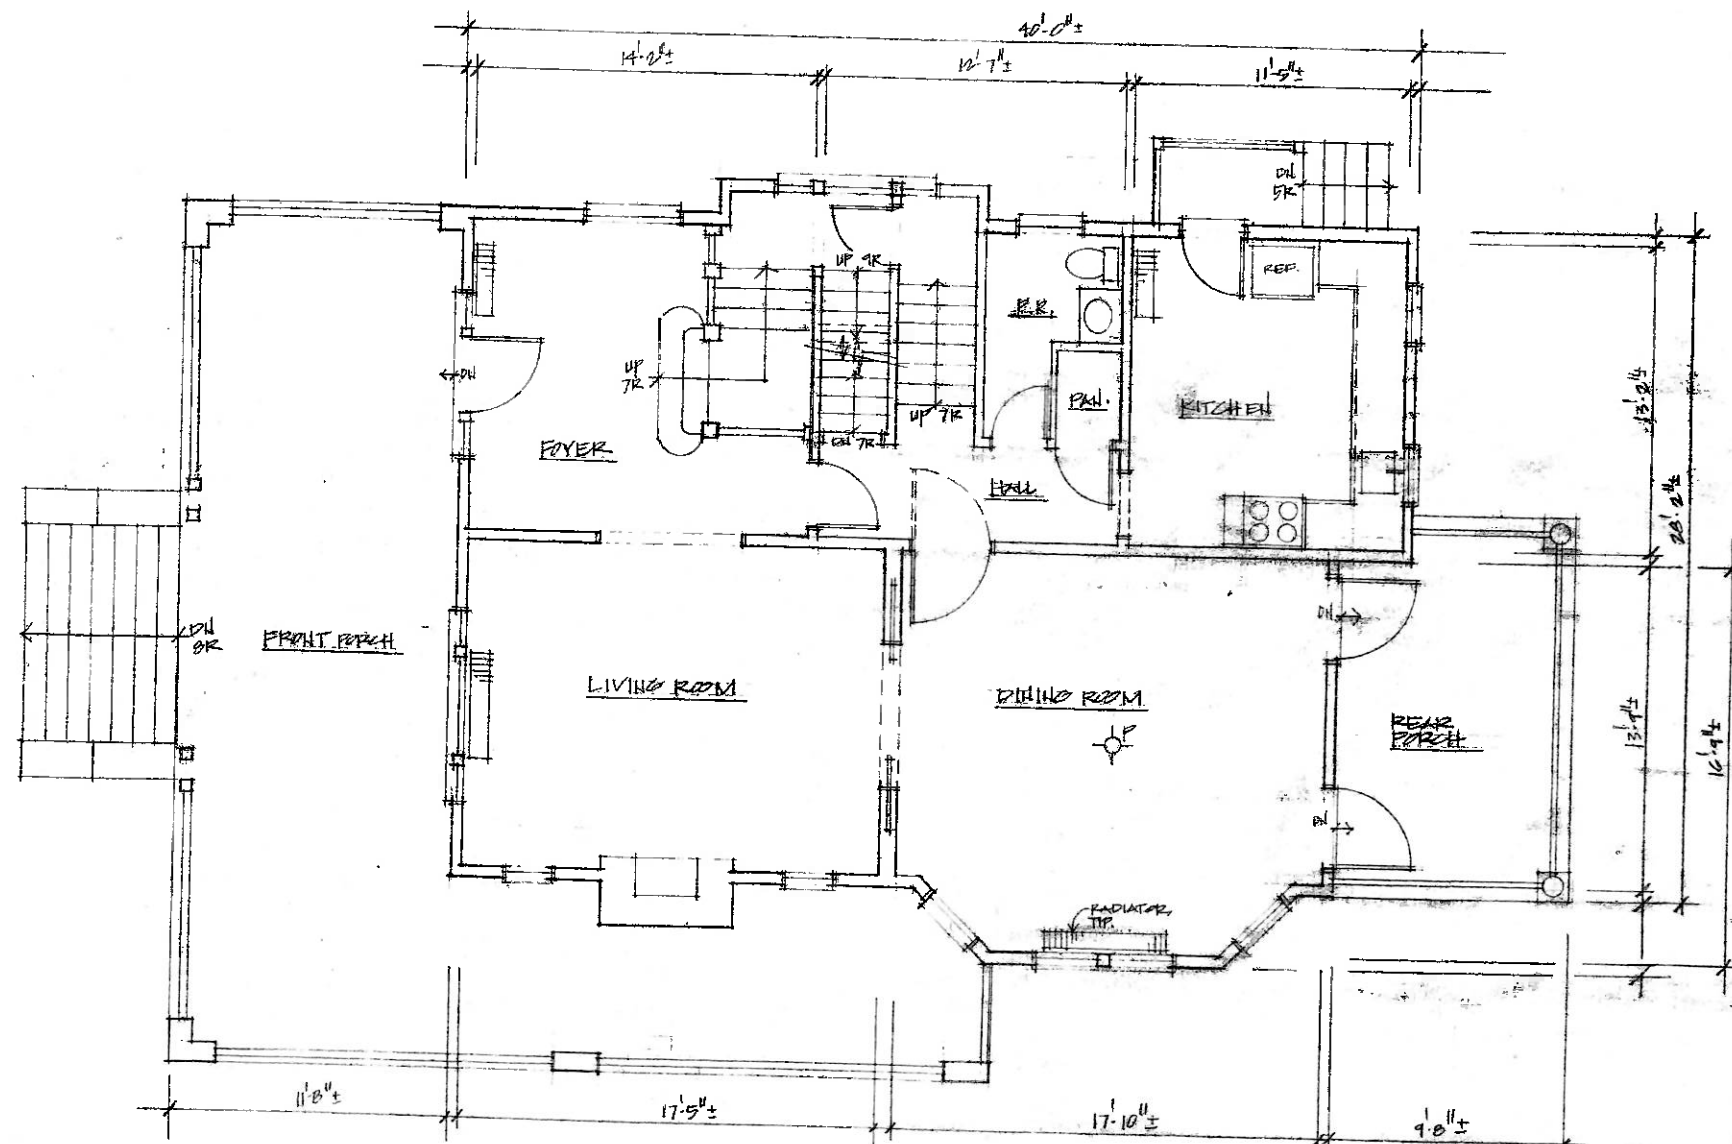 40'-0"±
14'-2"±
12'-7"±
11'-5"±
DN
5R
UP 9R
REF.
P.R.
DN
UP
7R
PAN.
KITCHEN
UP 7R
DN 7R
FOYER
HALL
13'-2"±
28'-2"±
DN
8R
FRONT PORCH
LIVING ROOM
DINING ROOM
P
DN
REAR
PORCH
13'-9"±
16'-9"±
DN
RADIATOR,
TYP.
11'-8"±
17'-5"±
17'-10"±
9'-8"±